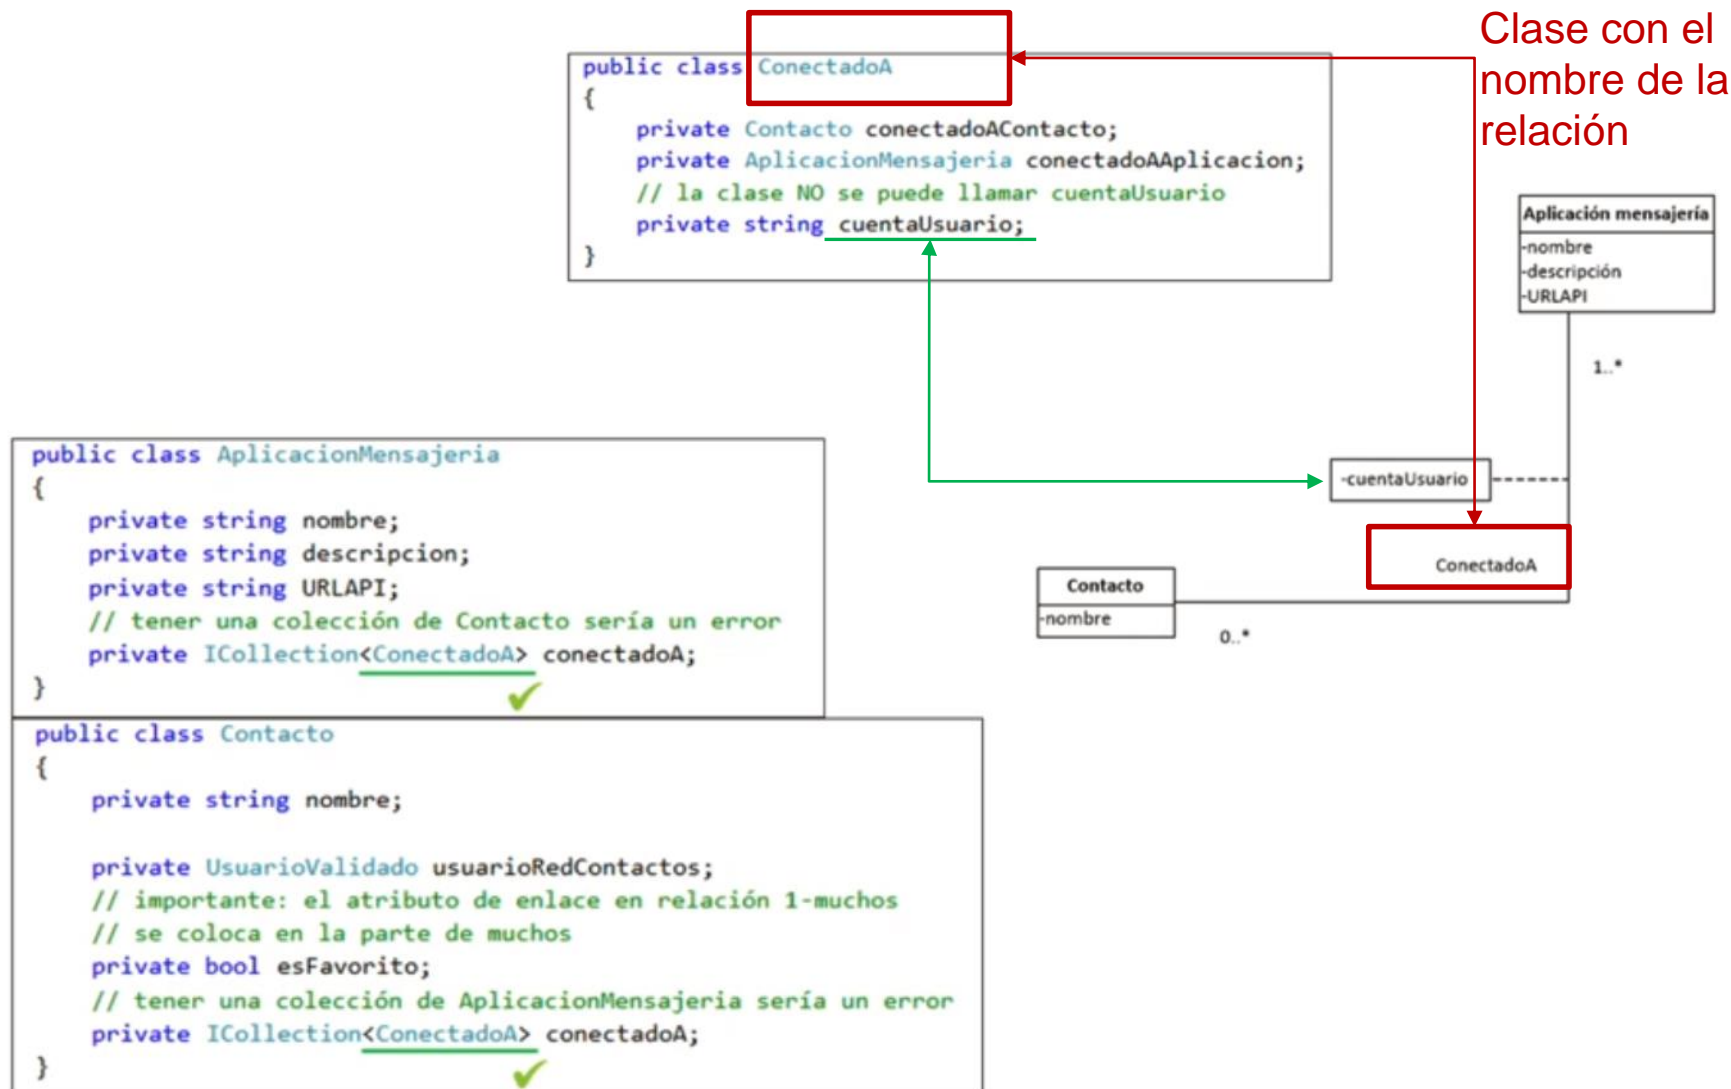 Clase con el
nombre de la
relación
public class ConectadoA
{
private Contacto conectadoAContacto;
private AplicacionMensajeria conectadoAAplicacion;
// la clase NO se puede llamar cuentaUsuario
private string cuentaUsuario;
}
Aplicación mensajería
-nombre
-descripción
-URLAPI
1..*
-cuentaUsuario
ConectadoA
Contacto
-nombre
0..*
public class AplicacionMensajeria
{
private string nombre;
private string descripcion;
private string URLAPI;
// tener una colección de Contacto sería un error
private ICollection<ConectadoA> conectadoA;
}
public class Contacto
{
private string nombre;
private UsuarioValidado usuarioRedContactos;
// importante: el atributo de enlace en relación 1-muchos
// se coloca en la parte de muchos
private bool esFavorito;
// tener una colección de AplicacionMensajeria sería un error
private ICollection<ConectadoA> conectadoA;
}